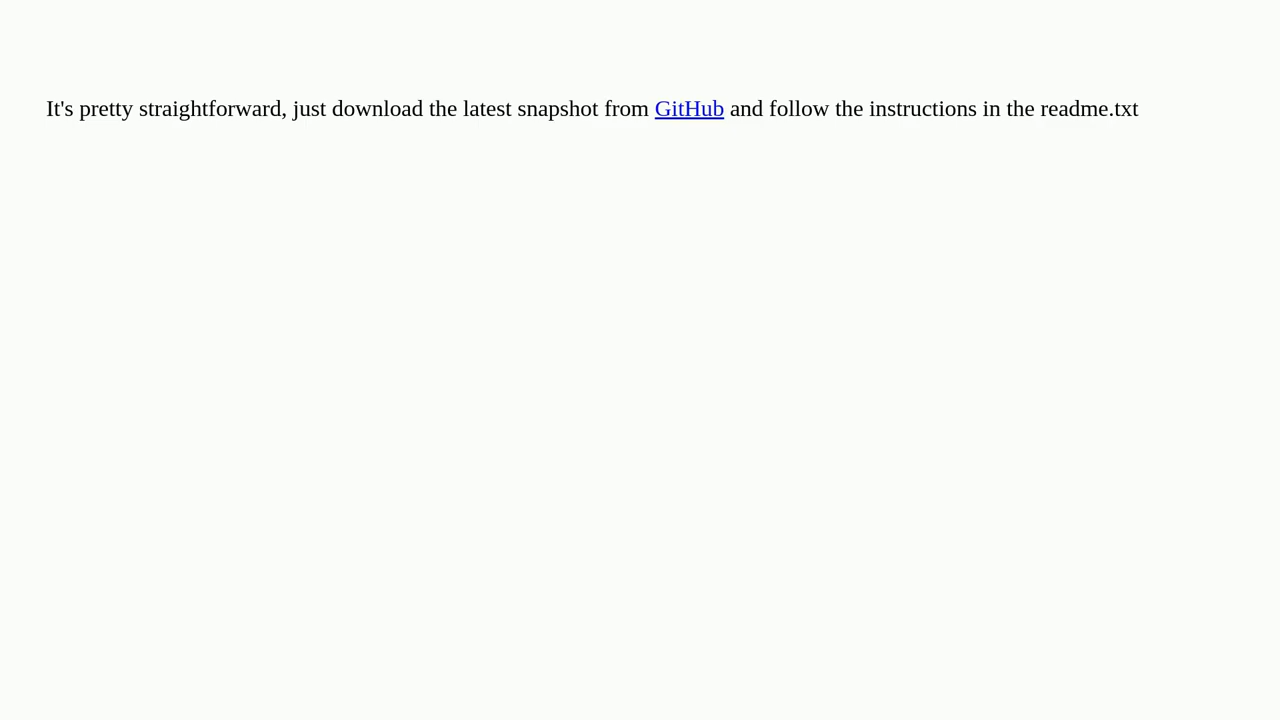 It's pretty straightforward, just download the latest snapshot from GitHub and follow the instructions in the readme.txt